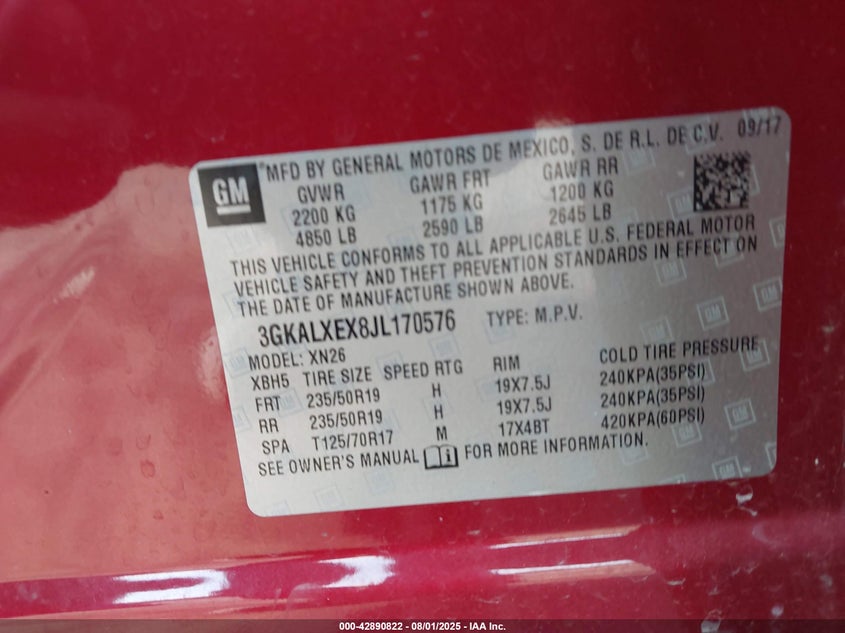 MFD BY GENERAL MOTORS DE MEXICO, S. DE R.L. DE C.V. 09/17
GM
GVWR GAWR FRT GAWR RR
2200 KG 1175 KG 1200 KG
4850 LB 2590 LB 2645 LB
THIS VEHICLE CONFORMS TO ALL APPLICABLE U.S. FEDERAL MOTOR
VEHICLE SAFETY AND THEFT PREVENTION STANDARDS IN EFFECT ON
THE DATE OF MANUFACTURE SHOWN ABOVE.
3GKALXEX8JL170576 TYPE: M.P.V.
MODEL: XN26
XBH5 TIRE SIZE SPEED RTG RIM COLD TIRE PRESSURE
FRT 235/50R19 H 19X7.5J 240KPA(35PSI)
RR 235/50R19 H 19X7.5J 240KPA(35PSI)
SPA T125/70R17 M 17X4BT 420KPA(60PSI)
SEE OWNER'S MANUAL FOR MORE INFORMATION.
000-42890822 - 08/01/2025 - IAA Inc.